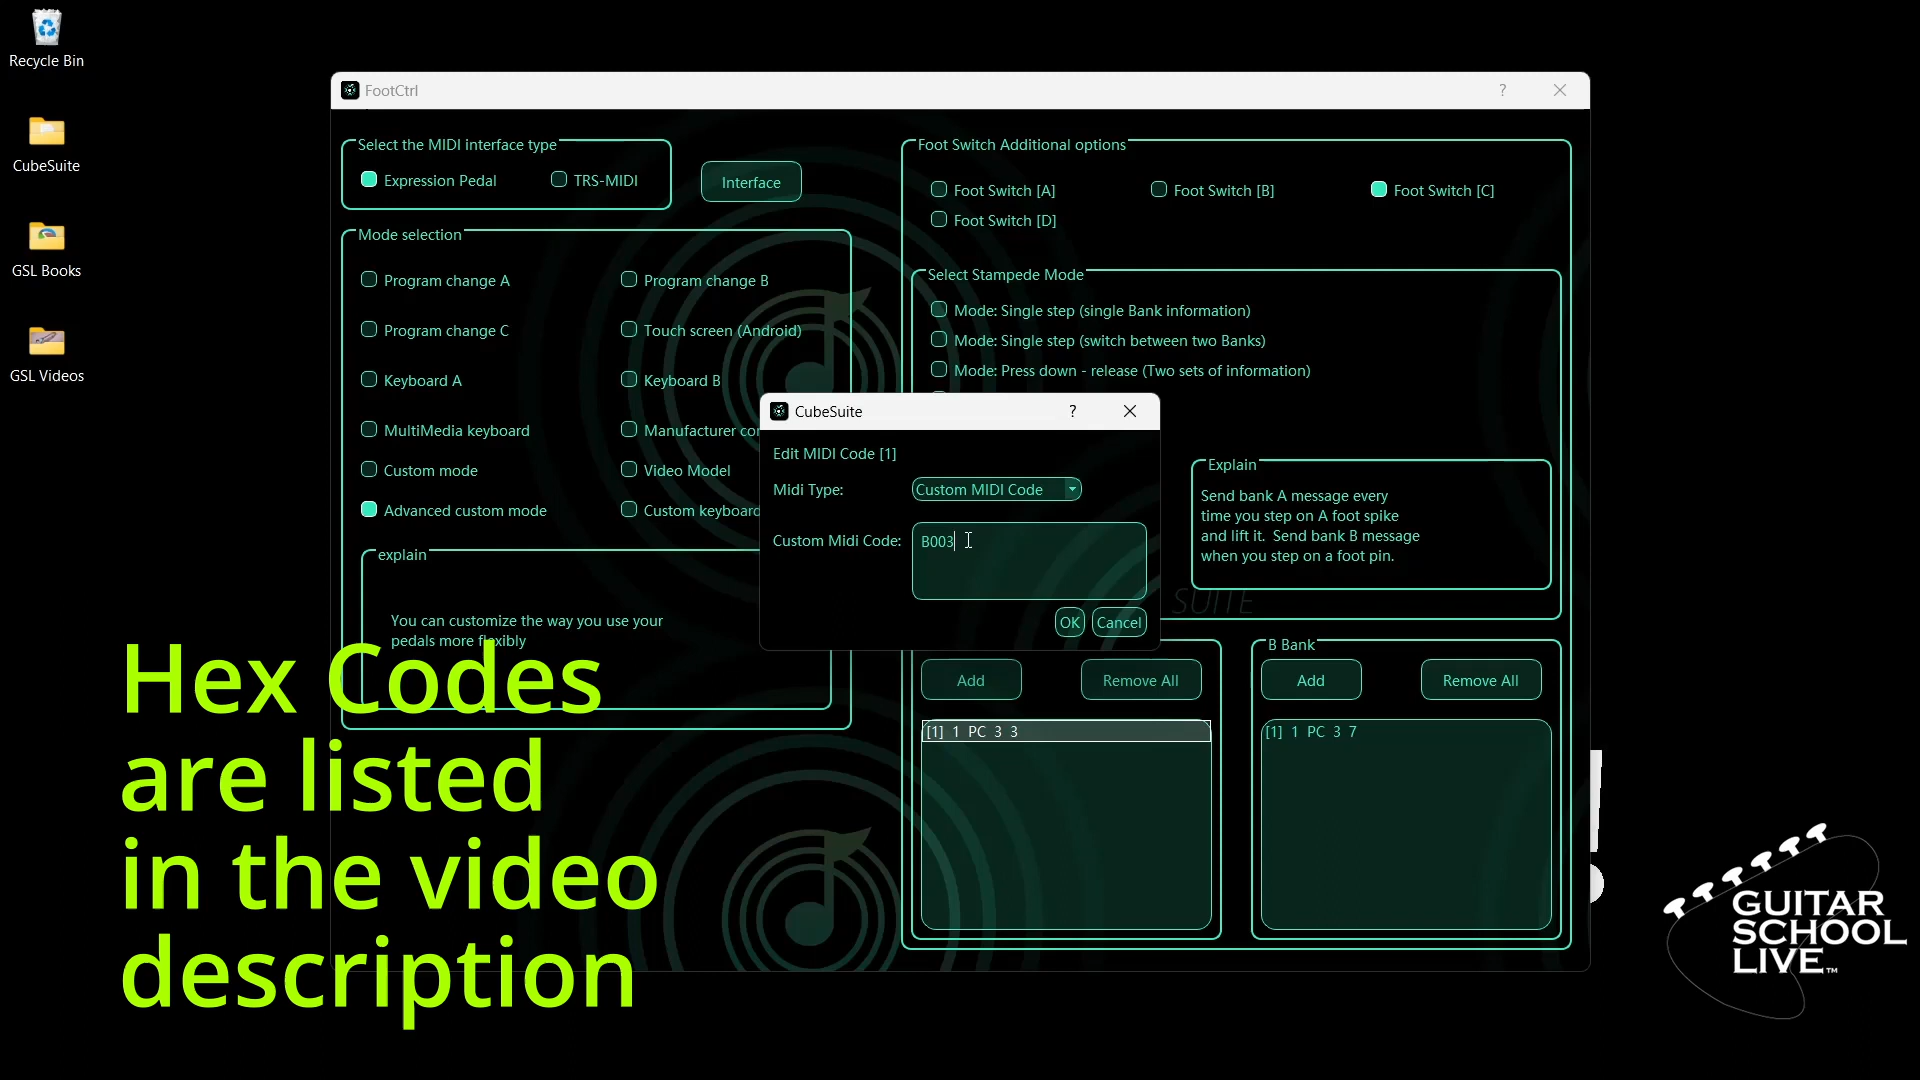 Recycle Bin
CubeSuite
GSL Books
GSL Videos
FootCtrl
?
Select the MIDI interface type
Expression Pedal
TRS-MIDI
Interface
Mode selection
Program change A
Program change B
Program change C
Touch screen (Android)
Keyboard A
Keyboard B
MultiMedia keyboard
Manufacturer
Custom mode
Video Model
Advanced custom mode
Custom keyboard
explain
You can customize the way you use your
pedals more flexibly
Foot Switch Additional options
Foot Switch [A]
Foot Switch [B]
Foot Switch [C]
Foot Switch [D]
Select Stampede Mode
Mode: Single step (single Bank information)
Mode: Single step (switch between two Banks)
Mode: Press down - release (Two sets of information)
CubeSuite
?
Edit MIDI Code [1]
Midi Type:
Custom MIDI Code
Custom Midi Code:
B003
OK
Cancel
Explain
Send bank A message every
time you step on A foot spike
and lift it. Send bank B message
when you step on a foot pin.
SUITE
Add
Remove All
[1] 1 PC 3 3
B Bank
Add
Remove All
[1] 1 PC 3 7
Hex Codes
are listed
in the video
description
GUITAR
SCHOOL
LIVE™